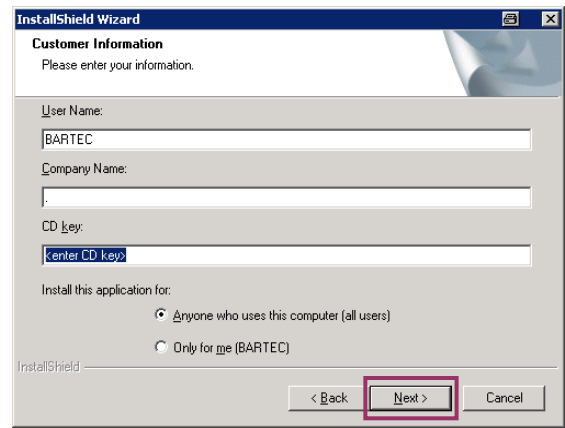 InstallShield Wizard
Customer Information
Please enter your information.
User Name:
BARTEC
Company Name:
.
CD key:
<enter CD key>
Install this application for:
Anyone who uses this computer (all users)
Only for me (BARTEC)
InstallShield
< Back Next > Cancel